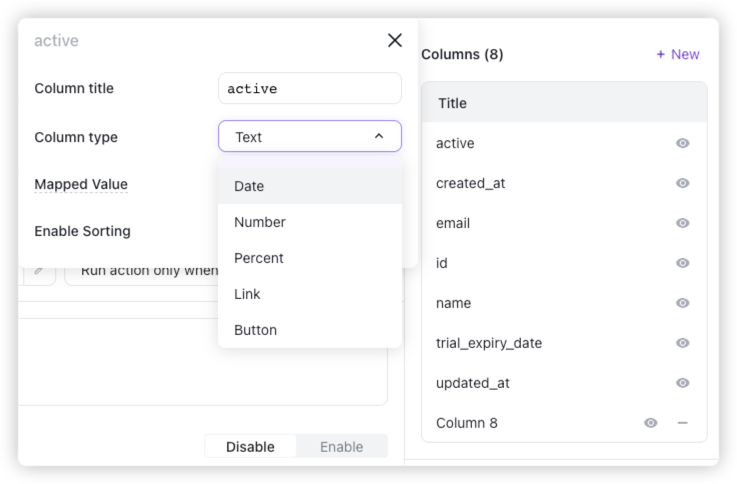 active
Column title
active
Column type
Text
Date
Number
Percent
Link
Button
Mapped Value
Enable Sorting
Run action only when
Disable
Enable
Columns (8)
+ New
Title
active
created_at
email
id
name
trial_expiry_date
updated_at
Column 8